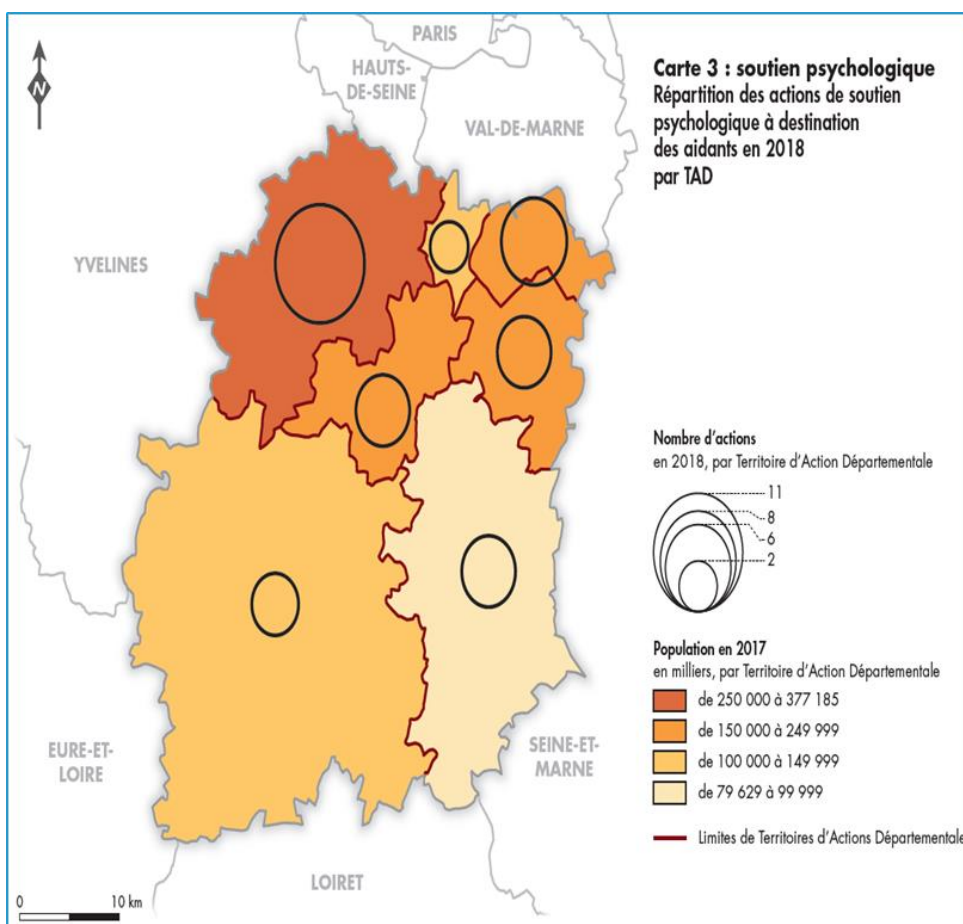 PARIS
HAUTS-
DE-SEINE
VAL-DE-MARNE
YVELINES
EURE-ET-
LOIRE
SEINE-ET-
MARNE
LOIRET
N
0 10 km
Carte 3 : soutien psychologique
Répartition des actions de soutien
psychologique à destination
des aidants en 2018
par TAD
Nombre d'actions
en 2018, par Territoire d'Action Départementale
11
8
6
2
Population en 2017
en milliers, par Territoire d'Action Départementale
de 250 000 à 377 185
de 150 000 à 249 999
de 100 000 à 149 999
de 79 629 à 99 999
Limites de Territoires d'Actions Départementale